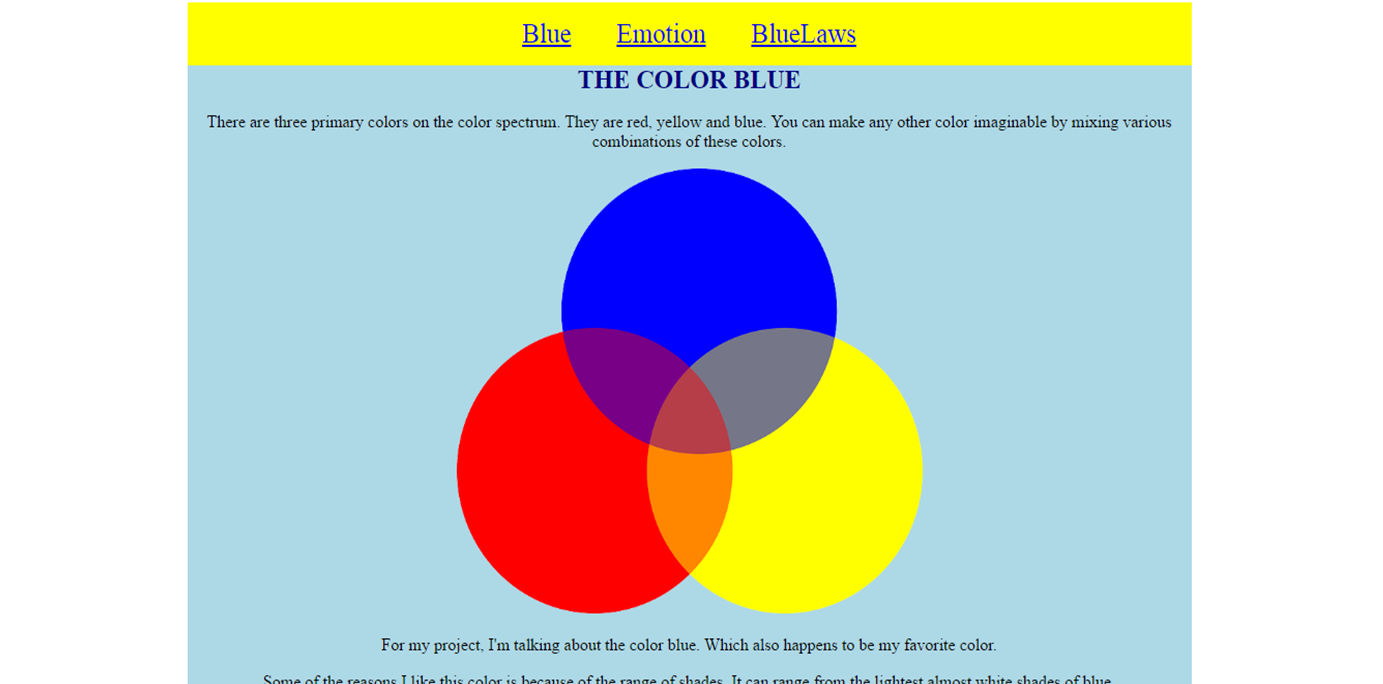 Blue Emotion BlueLaws
THE COLOR BLUE
There are three primary colors on the color spectrum. They are red, yellow and blue. You can make any other color imaginable by mixing various
combinations of these colors.
For my project, I'm talking about the color blue. Which also happens to be my favorite color.
Some of the reasons I like this color is because of the range of shades. It can range from the lightest almost white shades of blue